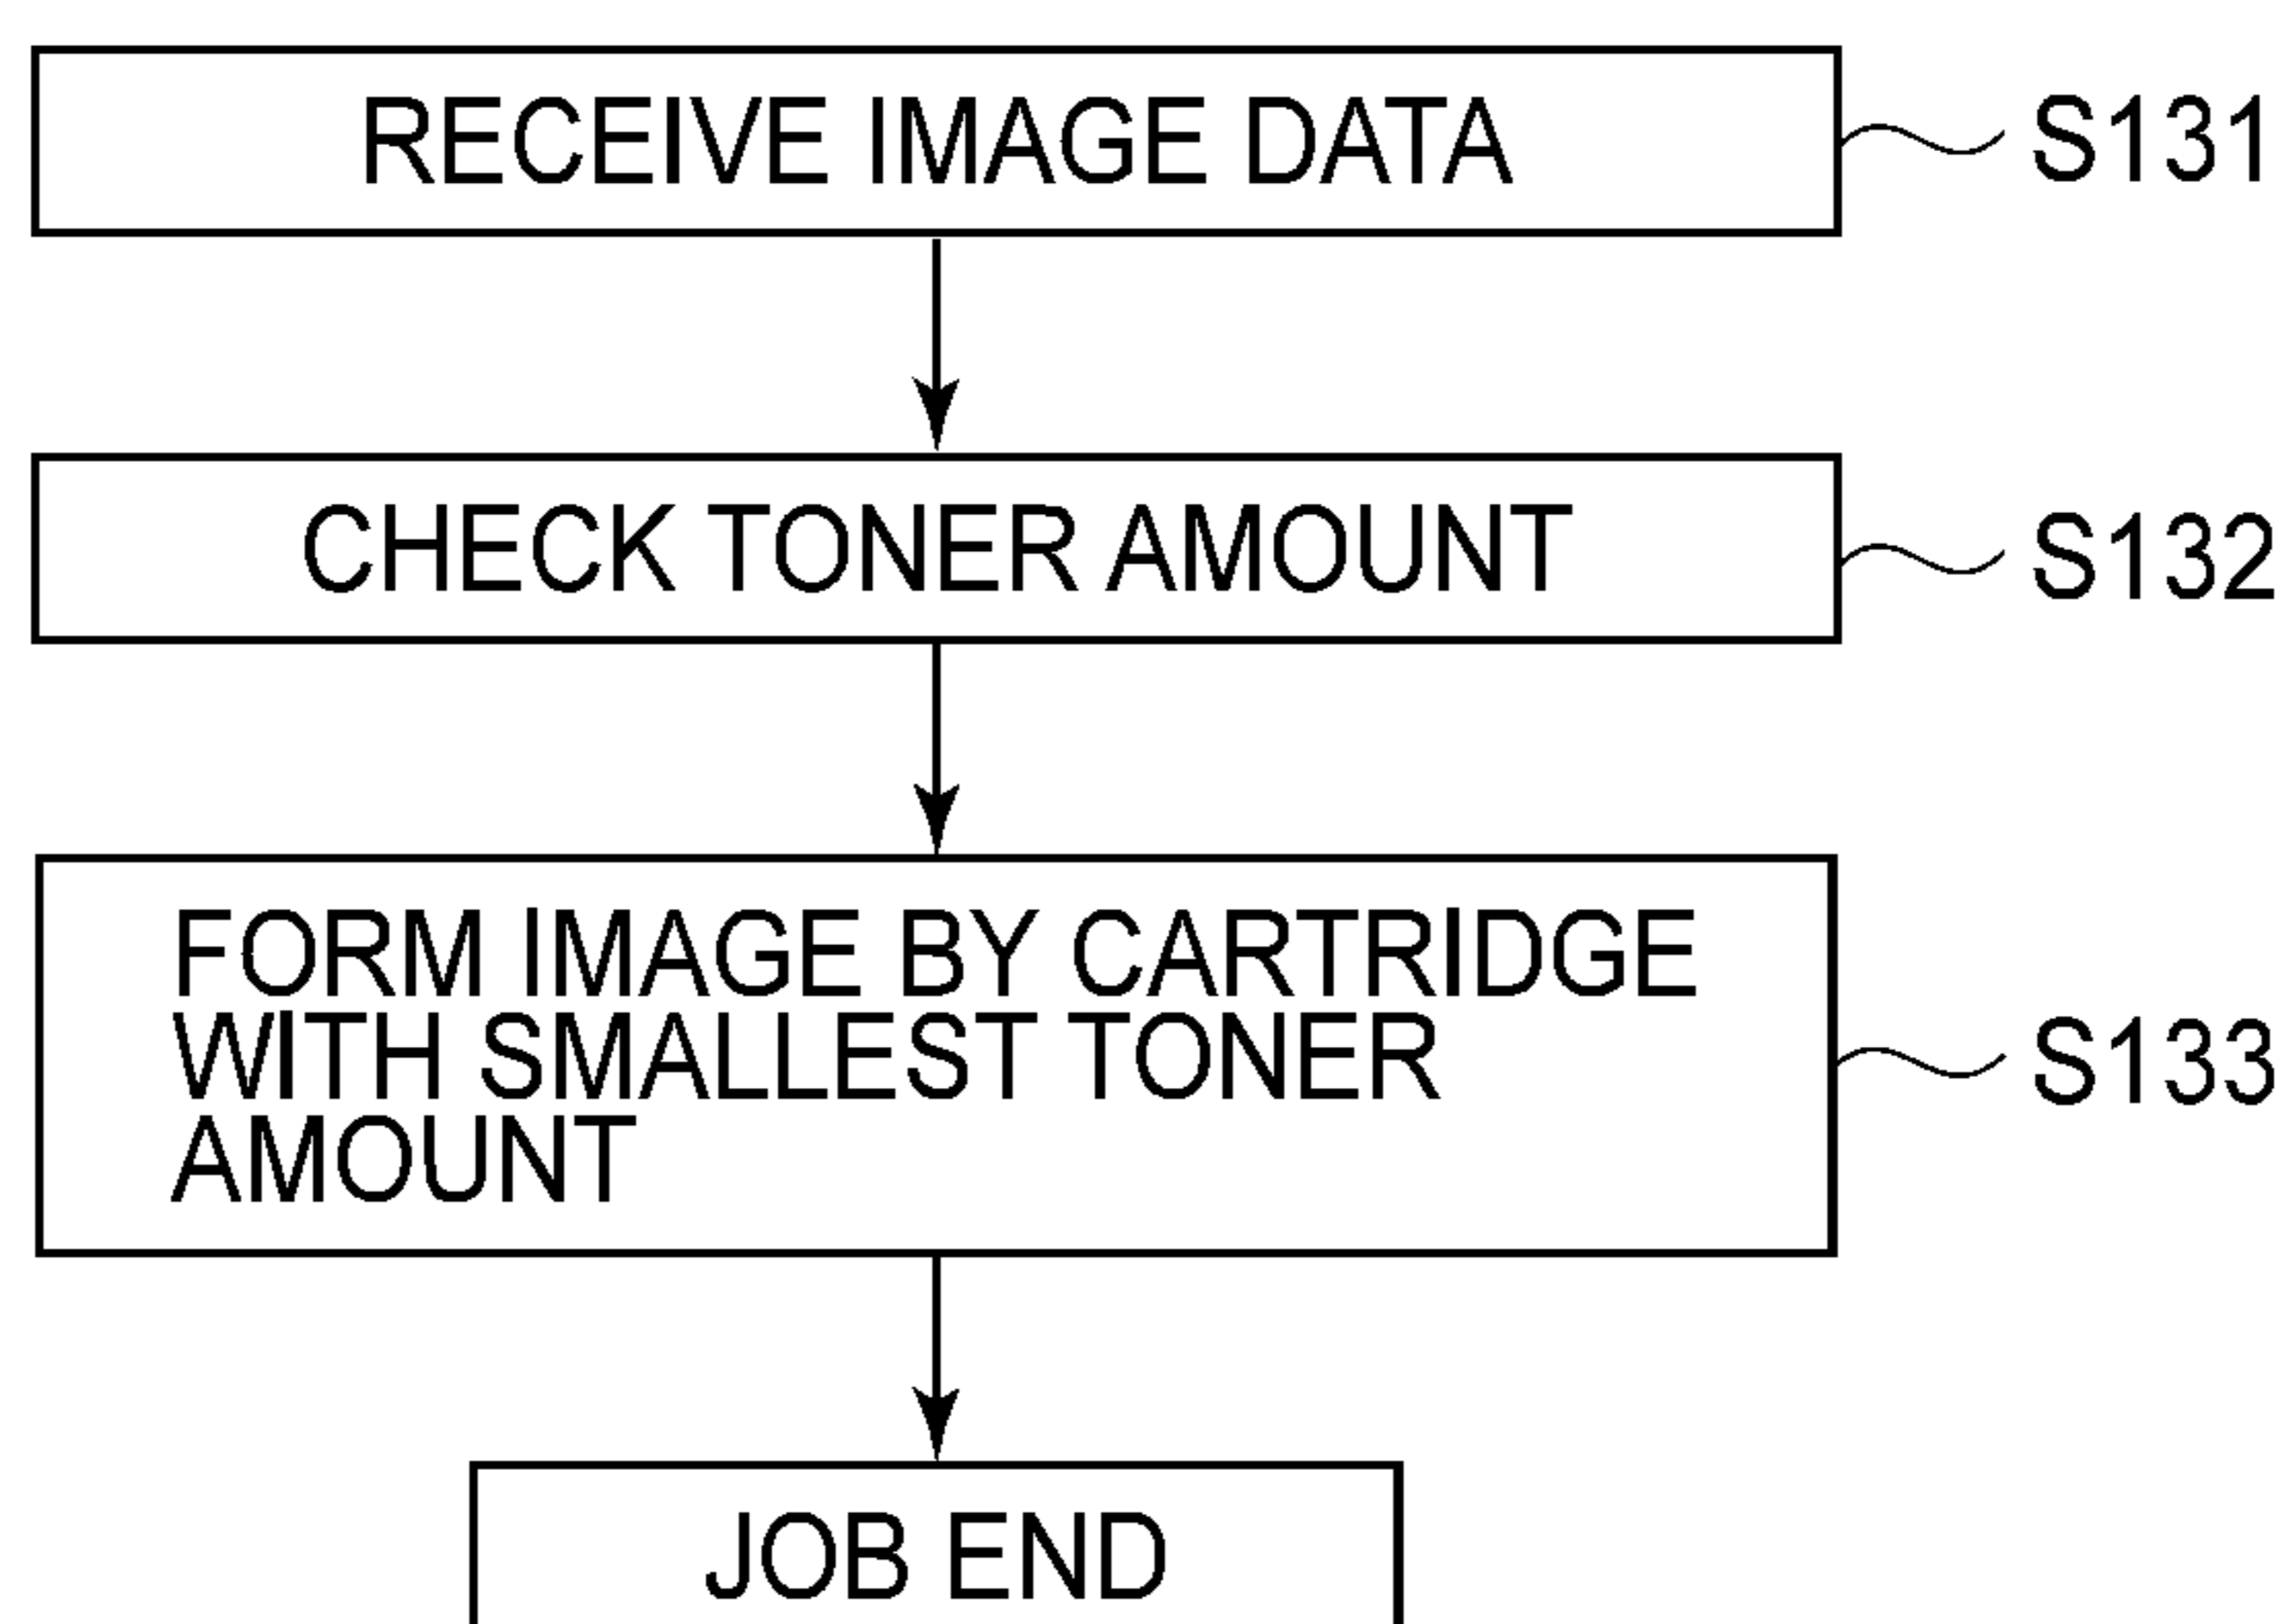 RECEIVE IMAGE DATA S131
CHECK TONER AMOUNT S132
FORM IMAGE BY CARTRIDGE
WITH SMALLEST TONER S133
AMOUNT
JOB END